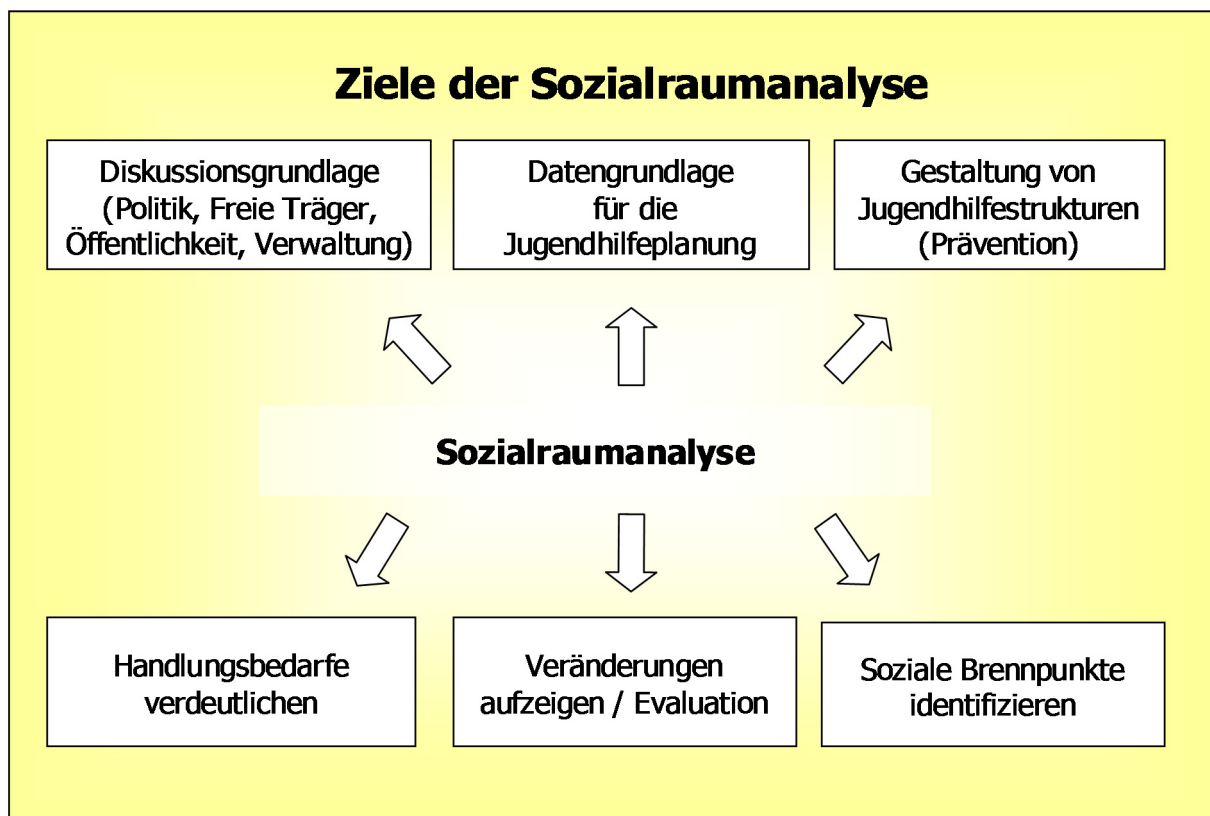 Ziele der Sozialraumanalyse
Diskussionsgrundlage
(Politik, Freie Träger,
Öffentlichkeit, Verwaltung)
Datengrundlage
für die
Jugendhilfeplanung
Gestaltung von
Jugendhilfestrukturen
(Prävention)
Sozialraumanalyse
Handlungsbedarfe
verdeutlichen
Veränderungen
aufzeigen / Evaluation
Soziale Brennpunkte
identifizieren